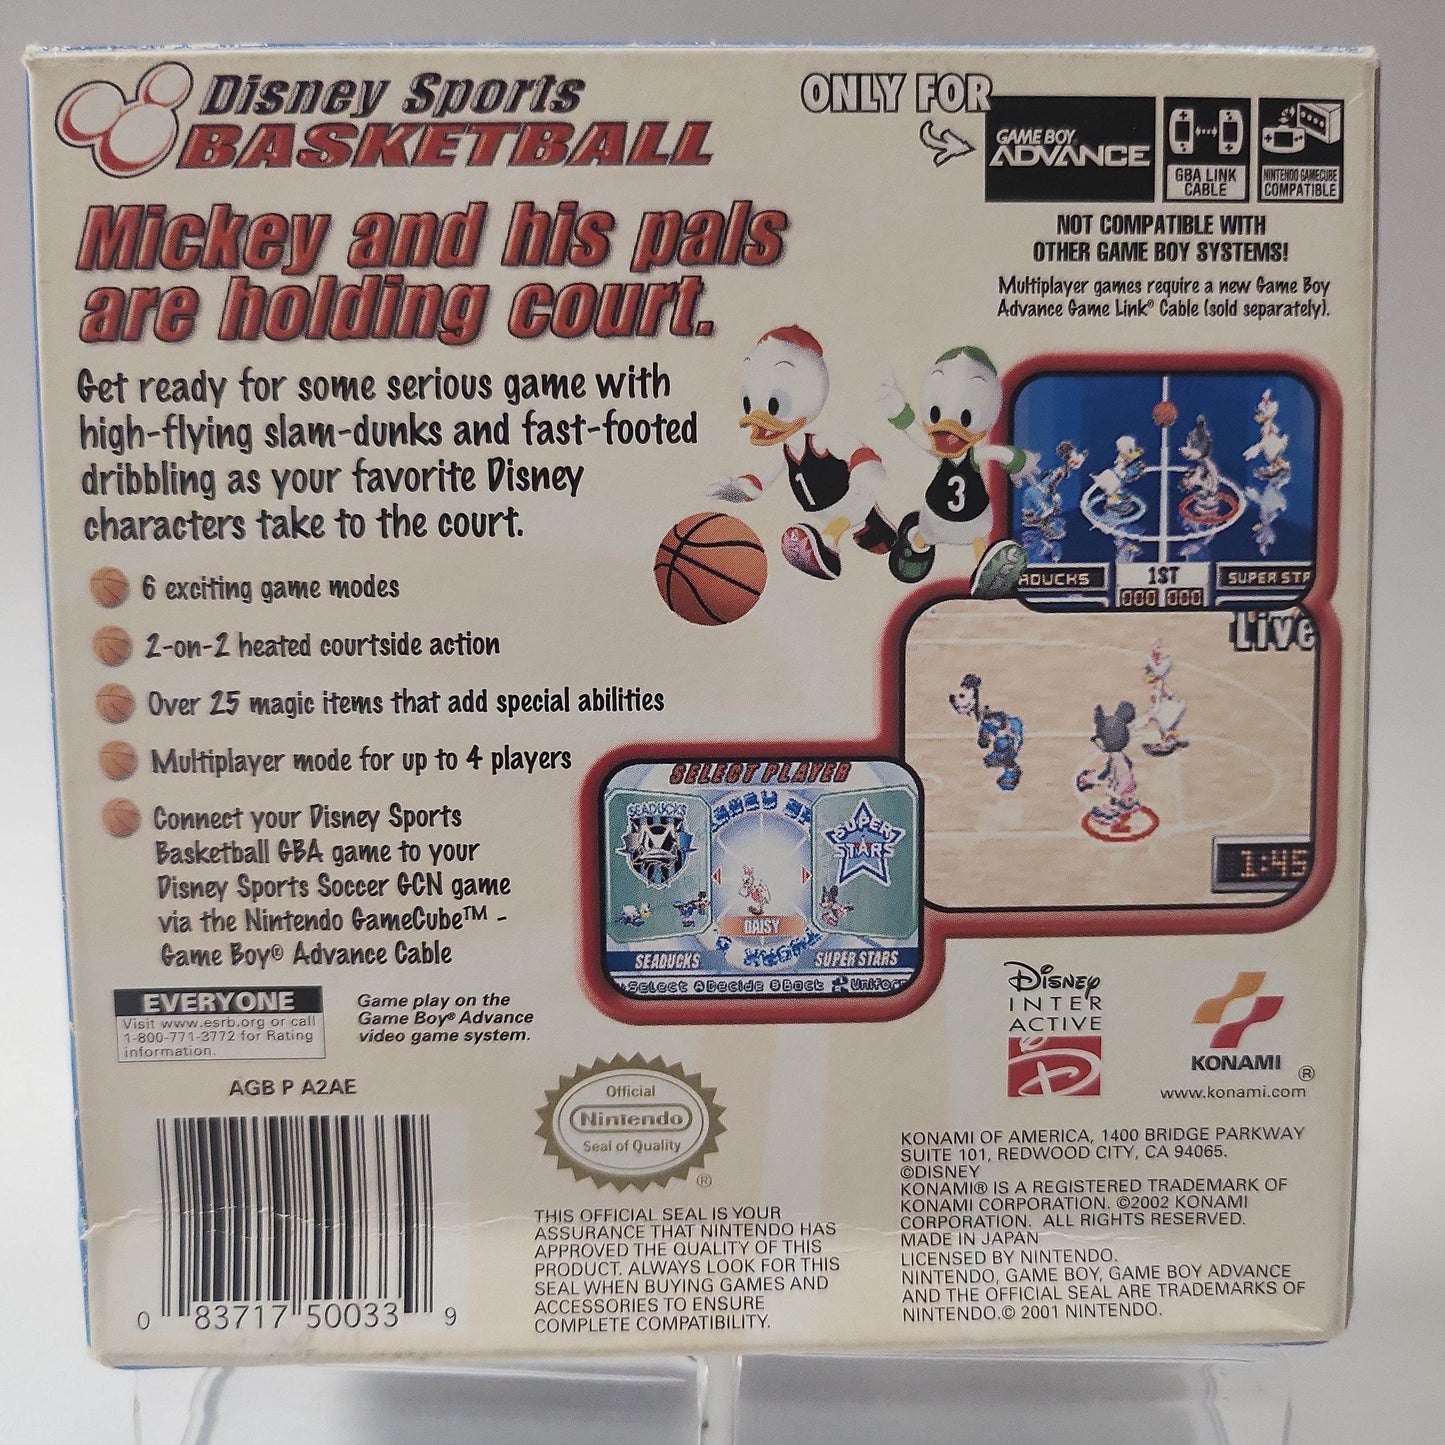 Disney Sports
BASKETBALL
ONLY FOR
GAME BOY
ADVANCE
GBA LINK
CABLE
NINTENDO GAMECUBE
COMPATIBLE
NOT COMPATIBLE WITH
OTHER GAME BOY SYSTEMS!
Multiplayer games require a new Game Boy
Advance Game Link® Cable (sold separately).
Mickey and his pals
are holding court.
Get ready for some serious game with
high-flying slam-dunks and fast-footed
dribbling as your favorite Disney
characters take to the court.
6 exciting game modes
2-on-2 heated courtside action
Over 25 magic items that add special abilities
Multiplayer mode for up to 4 players
Connect your Disney Sports
Basketball GBA game to your
Disney Sports Soccer GCN game
via the Nintendo GameCube™ -
Game Boy® Advance Cable
1
3
ADUCKS
1ST
SUPER STA
000 000
Live
1:45
SELECT PLAYER
SEADUCKS
SUPER
STARS
DAISY
SEADUCKS
SUPER STARS
Select A Decide B Back Unifor
EVERYONE
Visit www.esrb.org or call
1-800-771-3772 for Rating
information.
Game play on the
Game Boy® Advance
video game system.
AGB P A2AE
0 83717 50033 9
Official
Nintendo
Seal of Quality
®
THIS OFFICIAL SEAL IS YOUR
ASSURANCE THAT NINTENDO HAS
APPROVED THE QUALITY OF THIS
PRODUCT. ALWAYS LOOK FOR THIS
SEAL WHEN BUYING GAMES AND
ACCESSORIES TO ENSURE
COMPLETE COMPATIBILITY.
Disney
INTER
ACTIVE
KONAMI
®
www.konami.com
KONAMI OF AMERICA, 1400 BRIDGE PARKWAY
SUITE 101, REDWOOD CITY, CA 94065.
©DISNEY
KONAMI® IS A REGISTERED TRADEMARK OF
KONAMI CORPORATION. ©2002 KONAMI
CORPORATION. ALL RIGHTS RESERVED.
MADE IN JAPAN
LICENSED BY NINTENDO.
NINTENDO, GAME BOY, GAME BOY ADVANCE
AND THE OFFICIAL SEAL ARE TRADEMARKS OF
NINTENDO.© 2001 NINTENDO.